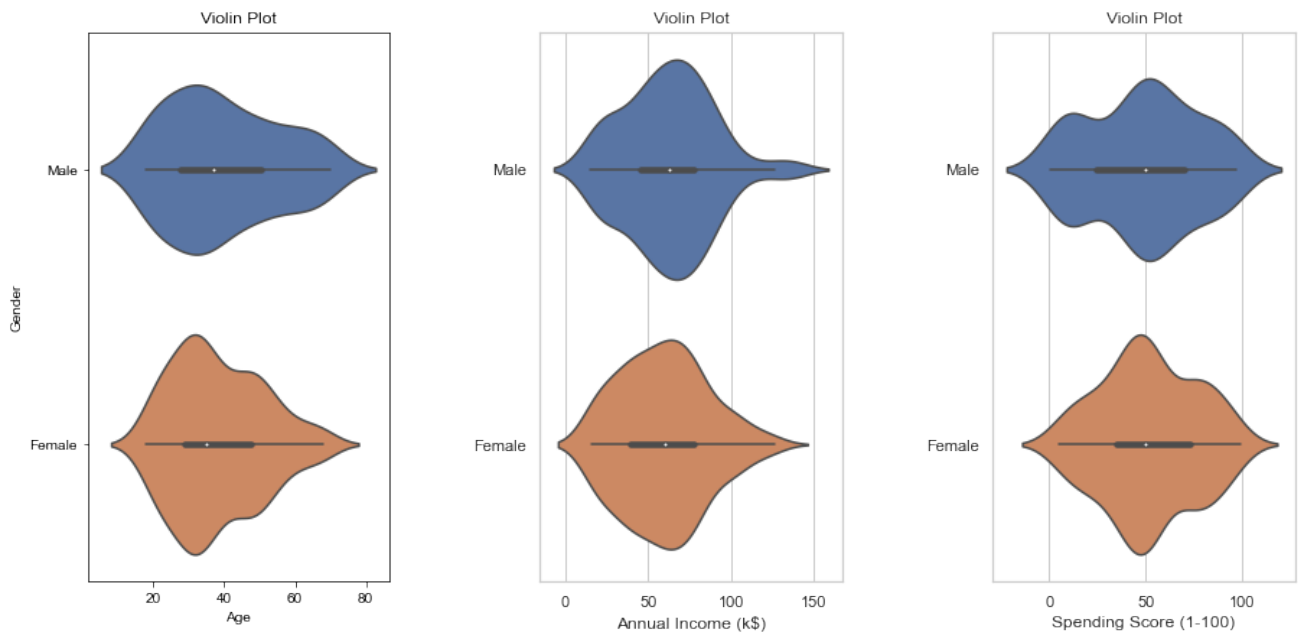 Violin Plot
Male
Female
Gender
20 40 60 80
Age
Violin Plot
Male
Female
0 50 100 150
Annual Income (k$)
Violin Plot
Male
Female
0 50 100
Spending Score (1-100)